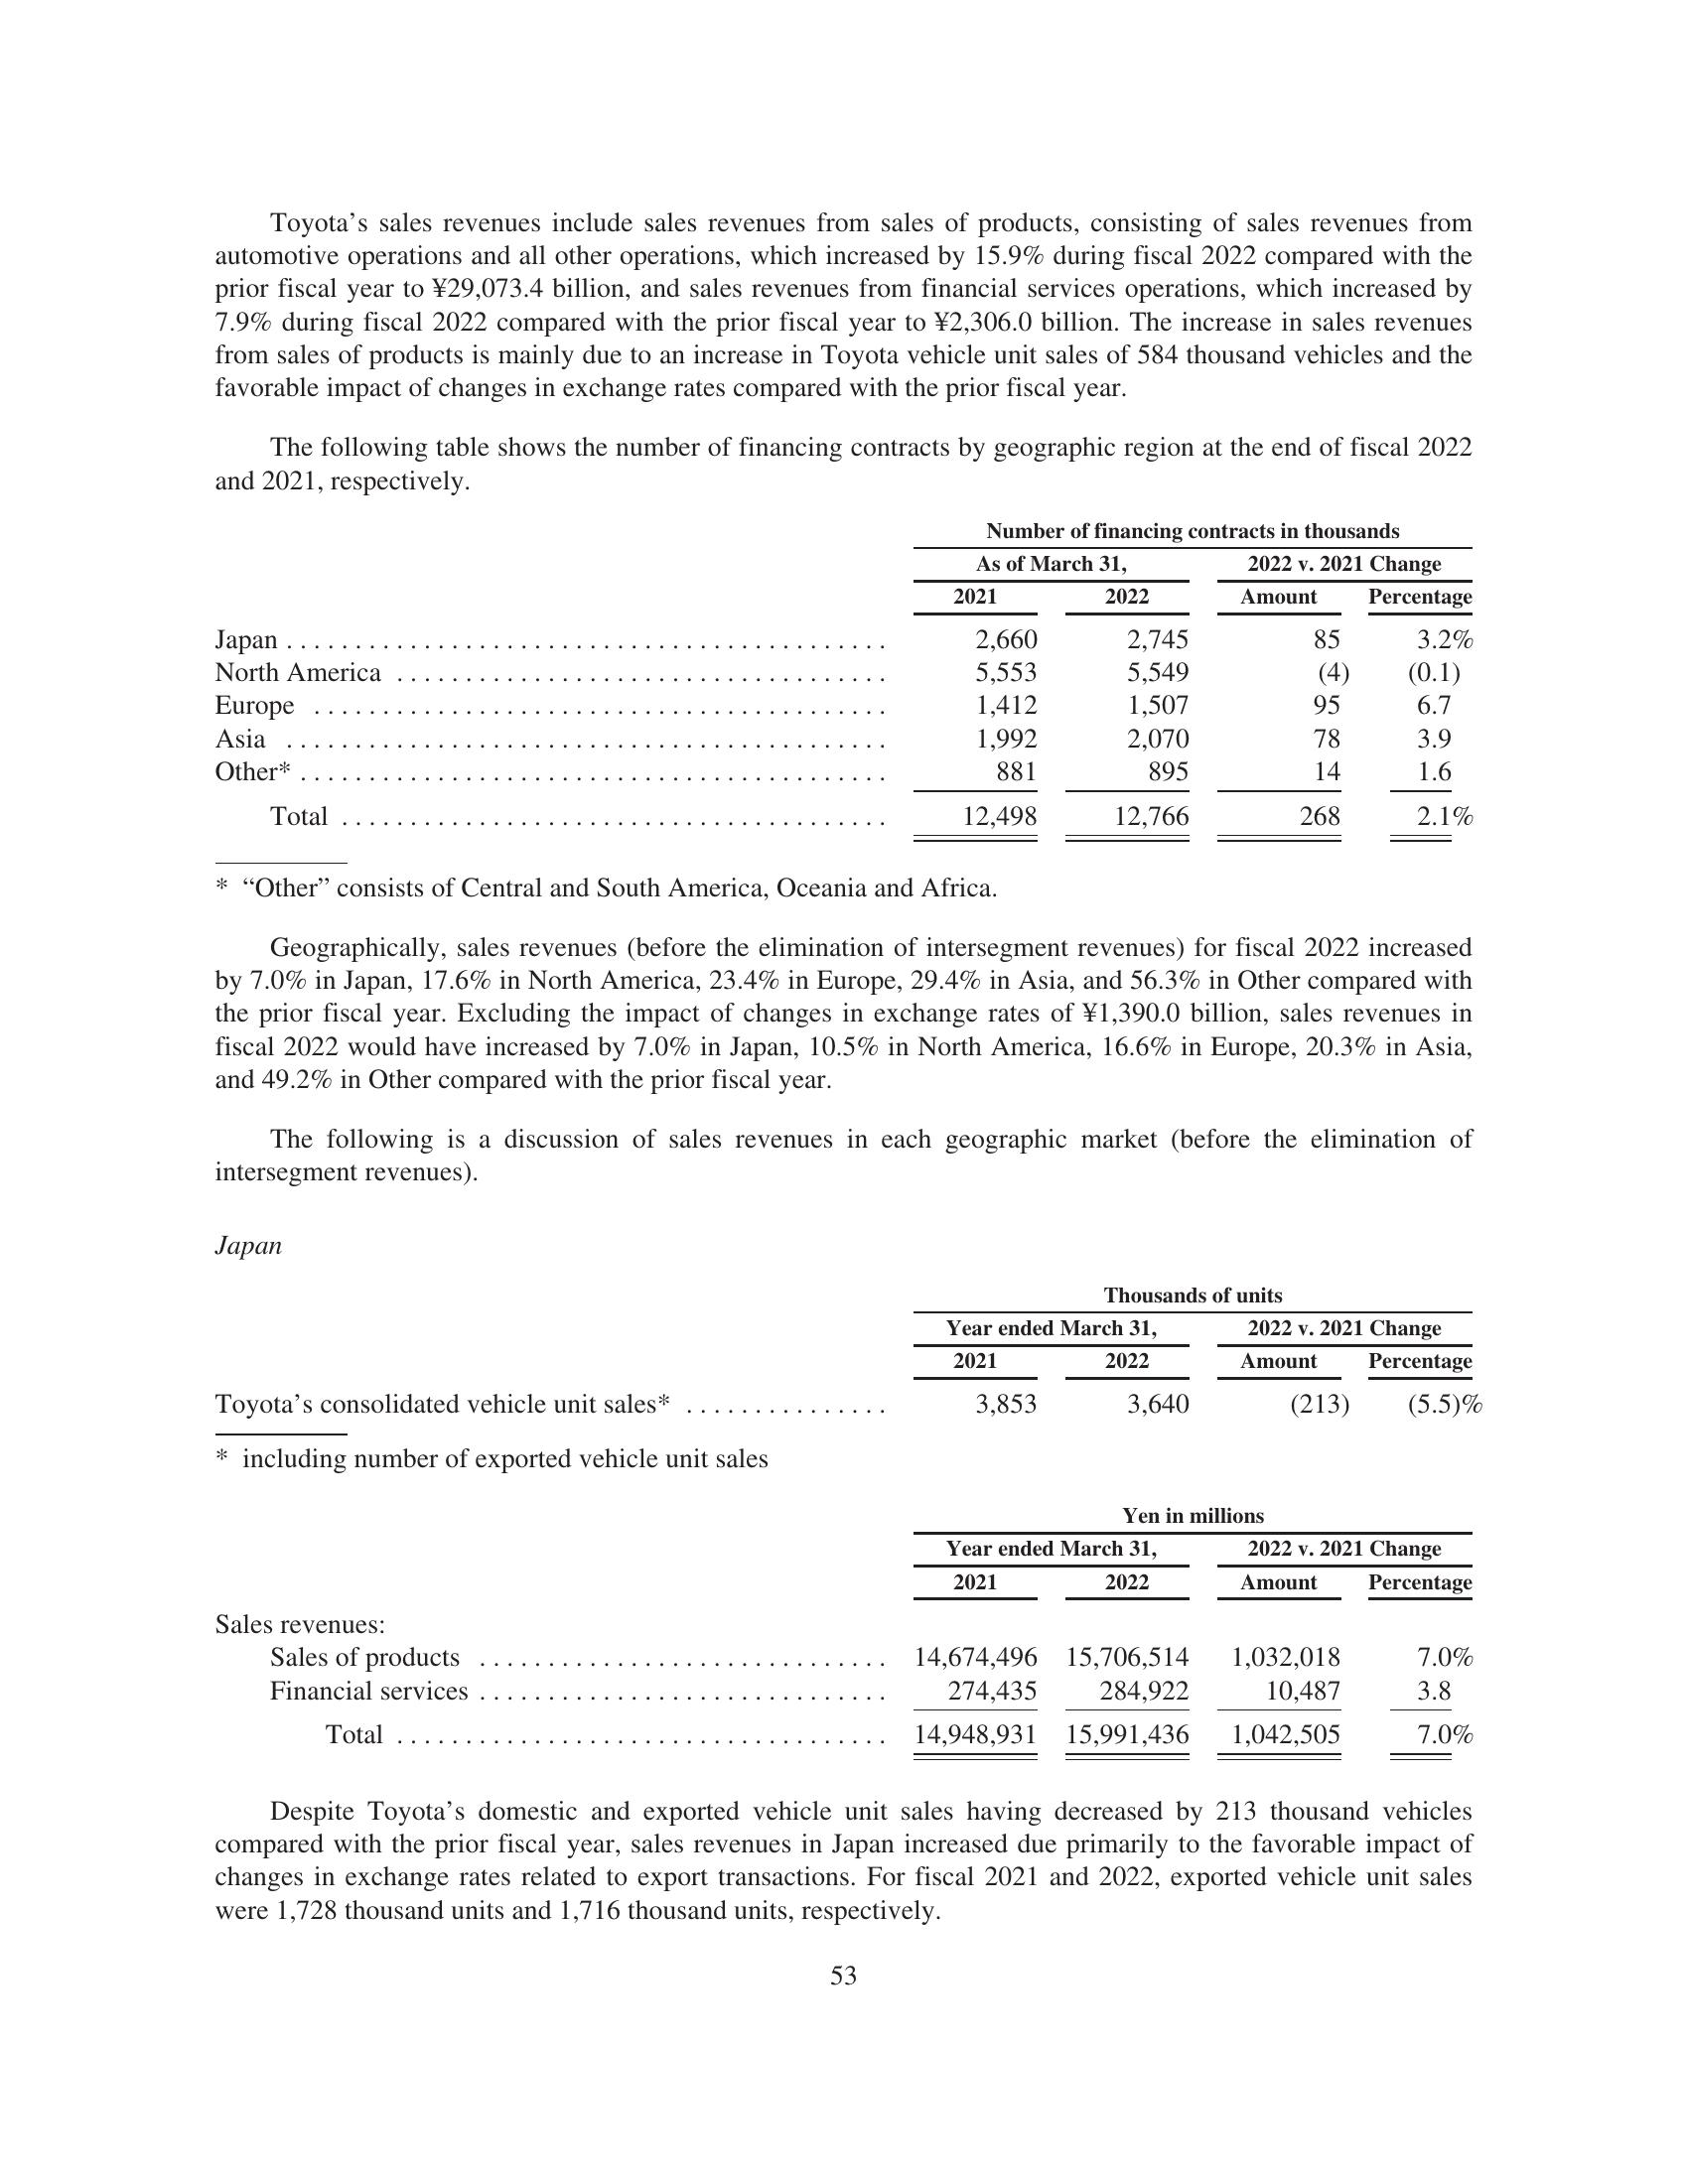 Toyota’s sales revenues include sales revenues from sales of products, consisting of sales revenues from
automotive operations and all other operations, which increased by 15.9% during fiscal 2022 compared with the
prior fiscal year to ¥29,073.4 billion, and sales revenues from financial services operations, which increased by
7.9% during fiscal 2022 compared with the prior fiscal year to ¥2,306.0 billion. The increase in sales revenues
from sales of products is mainly due to an increase in Toyota vehicle unit sales of 584 thousand vehicles and the
favorable impact of changes in exchange rates compared with the prior fiscal year.
The following table shows the number of financing contracts by geographic region at the end of fiscal 2022
and 2021, respectively.
Number of financing contracts in thousands
As of March 31, 2022 v. 2021 Change
2021 2022 Amount Percentage
Japan . . . . . . . . . . . . . . . . . . . . . . . . . . . . . . . . . . . . . . . . . . . . 2,660 2,745 85 3.2%
North America . . . . . . . . . . . . . . . . . . . . . . . . . . . . . . . . . . . . 5,553 5,549 (4) (0.1)
Europe . . . . . . . . . . . . . . . . . . . . . . . . . . . . . . . . . . . . . . . . . . 1,412 1,507 95 6.7
Asia . . . . . . . . . . . . . . . . . . . . . . . . . . . . . . . . . . . . . . . . . . . . 1,992 2,070 78 3.9
Other* . . . . . . . . . . . . . . . . . . . . . . . . . . . . . . . . . . . . . . . . . . . 881 895 14 1.6
Total . . . . . . . . . . . . . . . . . . . . . . . . . . . . . . . . . . . . . . . . 12,498 12,766 268 2.1%
* “Other” consists of Central and South America, Oceania and Africa.
Geographically, sales revenues (before the elimination of intersegment revenues) for fiscal 2022 increased
by 7.0% in Japan, 17.6% in North America, 23.4% in Europe, 29.4% in Asia, and 56.3% in Other compared with
the prior fiscal year. Excluding the impact of changes in exchange rates of ¥1,390.0 billion, sales revenues in
fiscal 2022 would have increased by 7.0% in Japan, 10.5% in North America, 16.6% in Europe, 20.3% in Asia,
and 49.2% in Other compared with the prior fiscal year.
The following is a discussion of sales revenues in each geographic market (before the elimination of
intersegment revenues).
Japan
Thousands of units
Year ended March 31, 2022 v. 2021 Change
2021 2022 Amount Percentage
Toyota’s consolidated vehicle unit sales* . . . . . . . . . . . . . . . 3,853 3,640 (213) (5.5)%
* including number of exported vehicle unit sales
Yen in millions
Year ended March 31, 2022 v. 2021 Change
2021 2022 Amount Percentage
Sales revenues:
Sales of products . . . . . . . . . . . . . . . . . . . . . . . . . . . . . . 14,674,496 15,706,514 1,032,018 7.0%
Financial services . . . . . . . . . . . . . . . . . . . . . . . . . . . . . . 274,435 284,922 10,487 3.8
Total . . . . . . . . . . . . . . . . . . . . . . . . . . . . . . . . . . . . 14,948,931 15,991,436 1,042,505 7.0%
Despite Toyota’s domestic and exported vehicle unit sales having decreased by 213 thousand vehicles
compared with the prior fiscal year, sales revenues in Japan increased due primarily to the favorable impact of
changes in exchange rates related to export transactions. For fiscal 2021 and 2022, exported vehicle unit sales
were 1,728 thousand units and 1,716 thousand units, respectively.
53